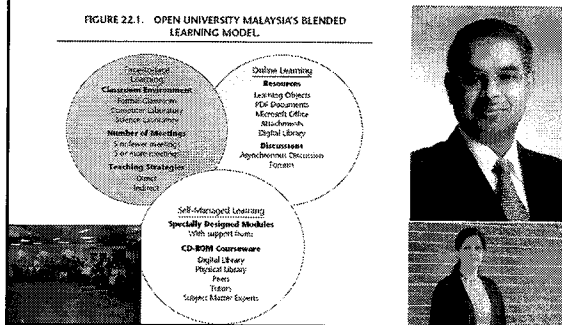 FIGURE 22.1. OPEN UNIVERSITY MALAYSIA'S BLENDED
LEARNING MODEL.
Face-to-Face
Learning
Classroom Environment
Formal Classroom
Computer Laboratory
Science Laboratory
Number of Meetings
5 or fewer meetings
5 or more meetings
Teaching Strategies
Direct
Indirect
Online Learning
Resources
Learning Objects
PDF Documents
Microsoft Office
Attachments
Digital Library
Discussions
Asynchronous Discussion
Forums
Self-Managed Learning
Specially Designed Modules
With support from:
CD-ROM Courseware
Digital Library
Physical Library
Peers
Tutors
Subject Matter Experts